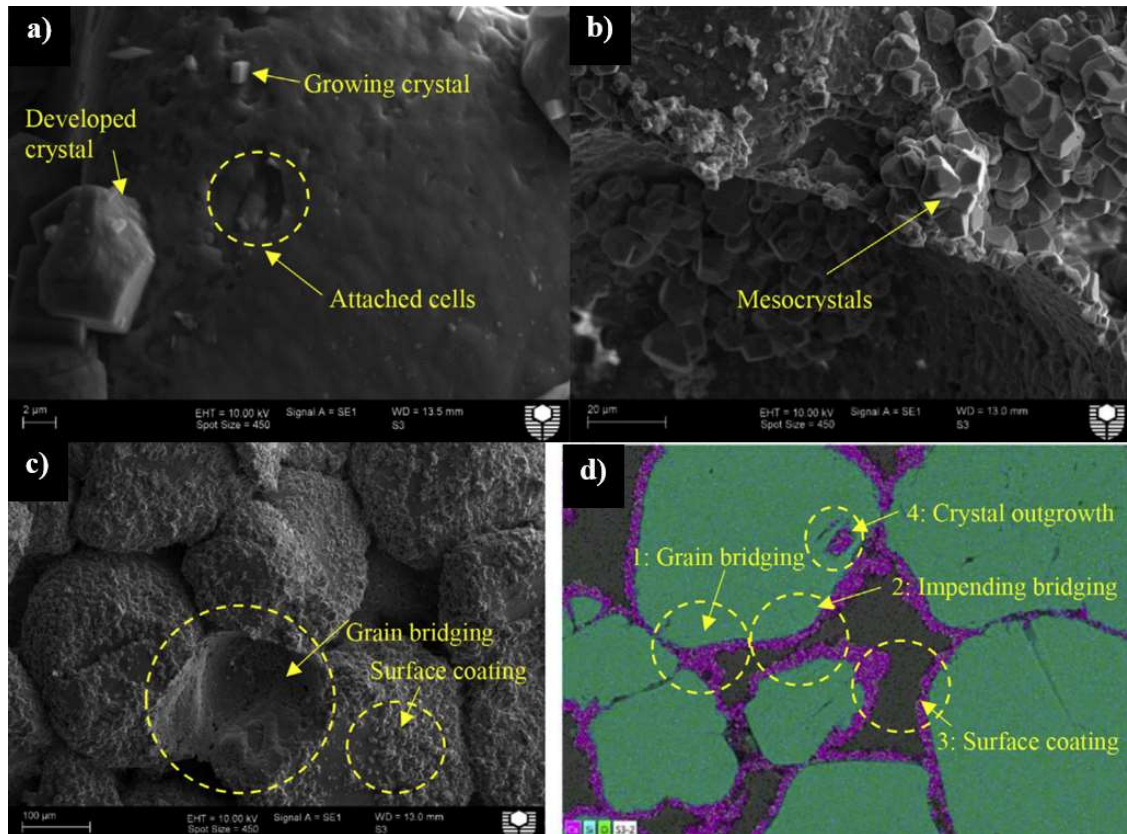 a)
Growing crystal
Developed
crystal
Attached cells
2 µm
EHT = 10.00 kV Signal A = SE1 WD = 13.5 mm
Spot Size = 450 S3
b)
Mesocrystals
20 µm
EHT = 10.00 kV Signal A = SE1 WD = 13.0 mm
Spot Size = 450 S3
c)
Grain bridging
Surface coating
100 µm
EHT = 10.00 kV Signal A = SE1 WD = 13.0 mm
Spot Size = 450 S3
d)
4: Crystal outgrowth
1: Grain bridging
2: Impending bridging
3: Surface coating
S3-2